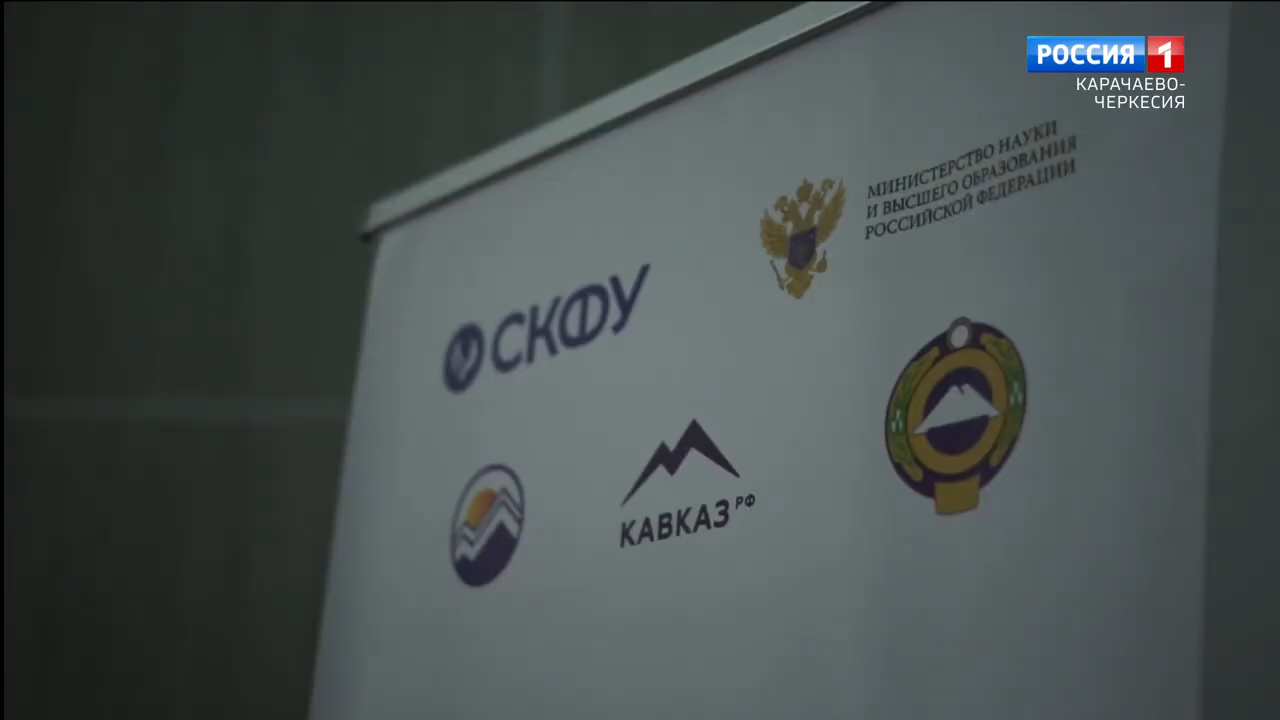 РОССИЯ 1
КАРАЧАЕВО-
ЧЕРКЕСИЯ
МИНИСТЕРСТВО НАУКИ
И ВЫСШЕГО ОБРАЗОВАНИЯ
РОССИЙСКОЙ ФЕДЕРАЦИИ
СКФУ
КАВКАЗ РФ